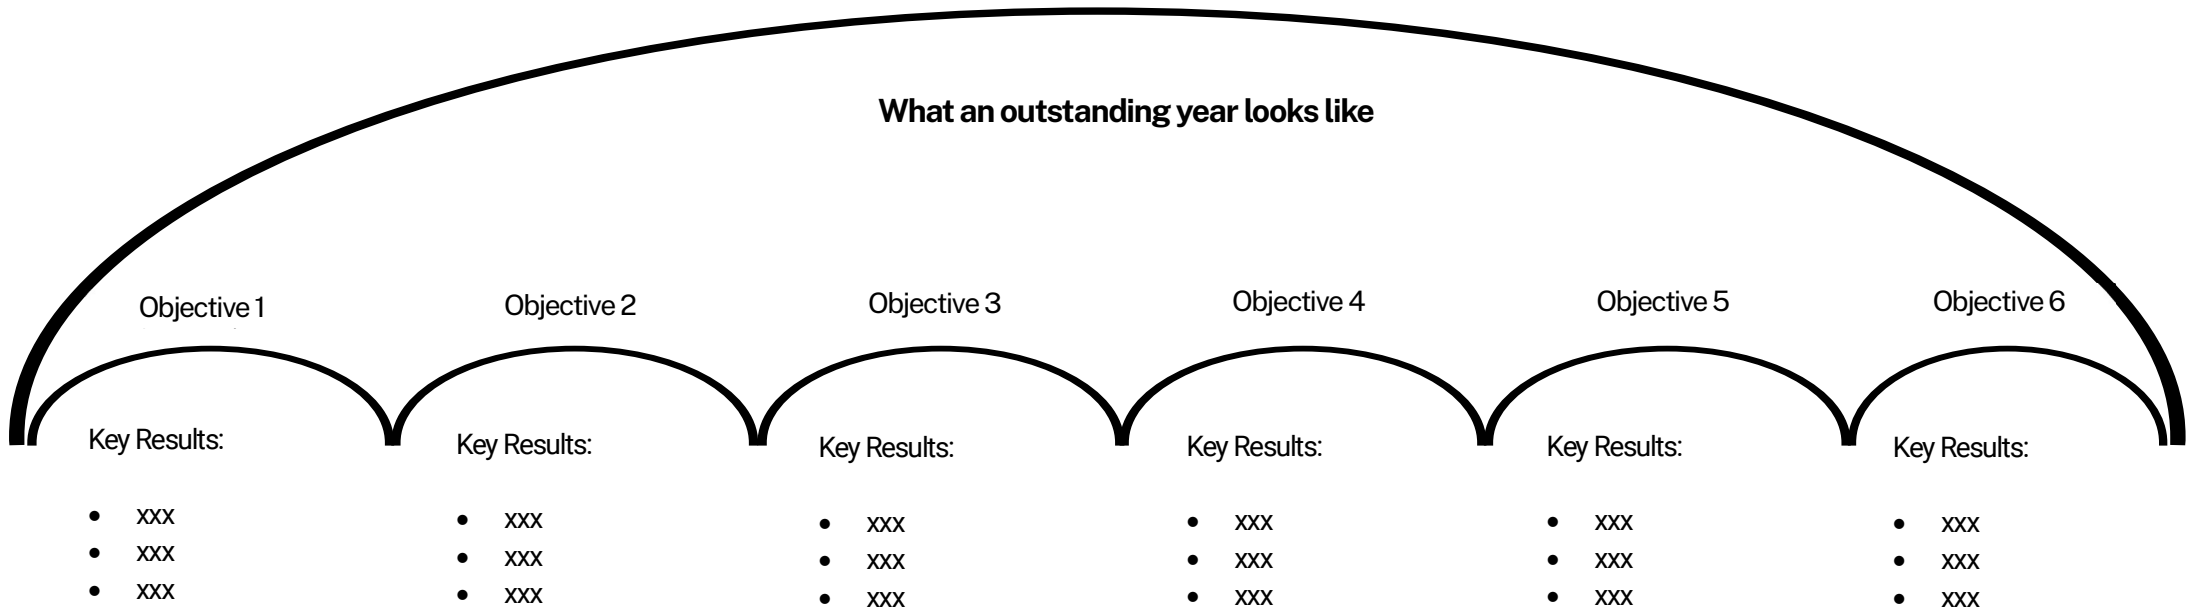 What an outstanding year looks like
Objective 1
Objective 2
Objective 3
Objective 4
Objective 5
Objective 6
Key Results:
• xxx
• xxx
• xxx
Key Results:
• xxx
• xxx
• xxx
Key Results:
• xxx
• xxx
• xxx
Key Results:
• xxx
• xxx
• xxx
Key Results:
• xxx
• xxx
• xxx
Key Results:
• xxx
• xxx
• xxx